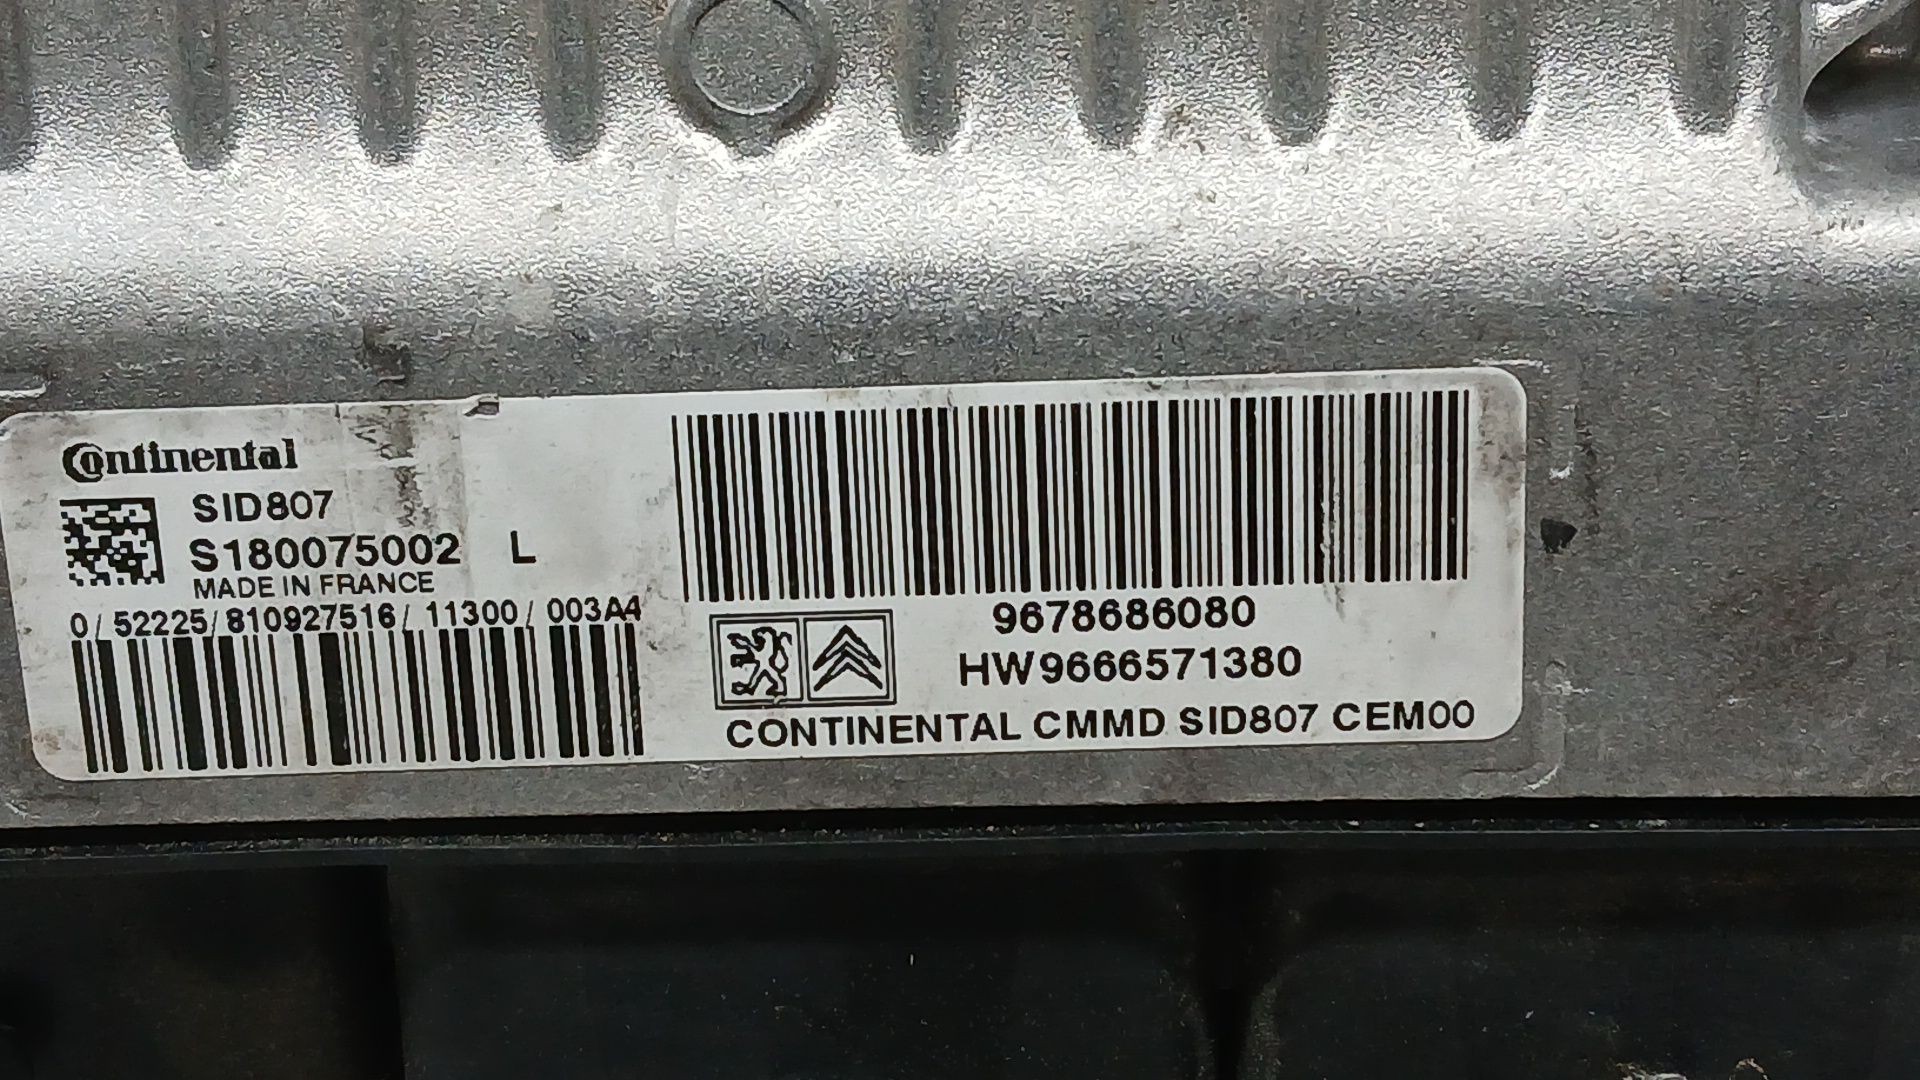 Continental
SID807
S180075002 L
MADE IN FRANCE
0/52225/810927516/11300/003A4
9678686080
HW9666571380
CONTINENTAL CMMD SID807 CEM00